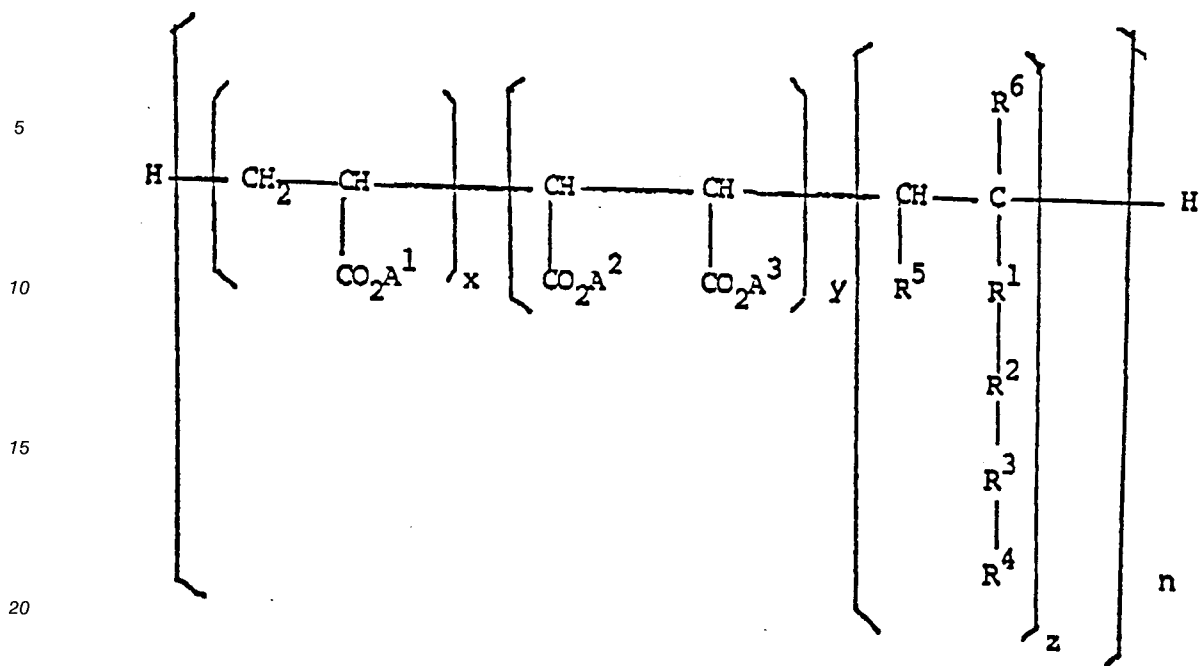 R⁶
5
H CH₂ CH CH CH CH C H
CO₂A¹ x CO₂A² CO₂A³ y R⁵ R¹
10
R²
15
R³
R⁴ n
20
z